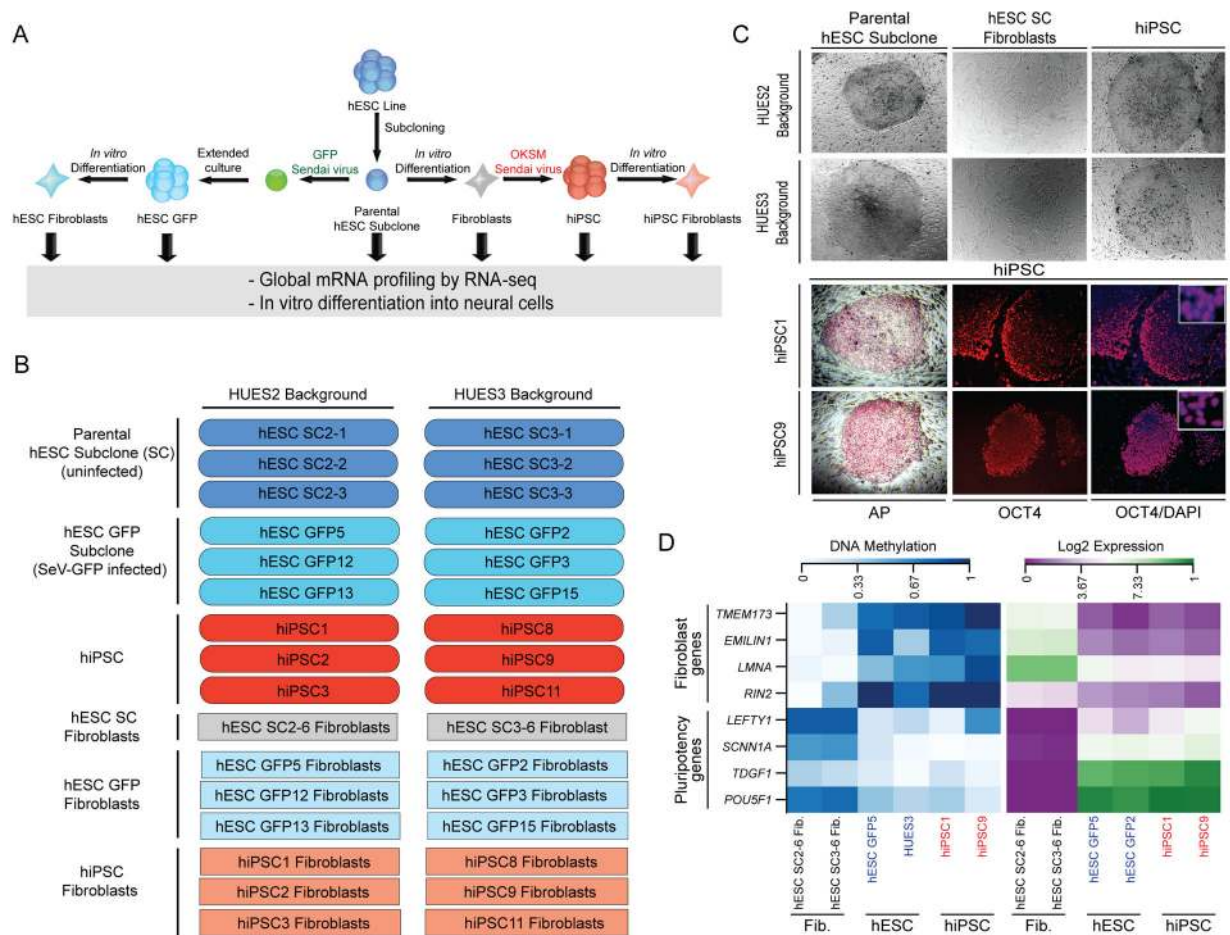 A
hESC Line
Subcloning
In vitro
Differentiation
Extended
culture
GFP
Sendai virus
In vitro
Differentiation
OKSM
Sendai virus
In vitro
Differentiation
hESC Fibroblasts
hESC GFP
Parental
hESC Subclone
Fibroblasts
hiPSC
hiPSC Fibroblasts
- Global mRNA profiling by RNA-seq
- In vitro differentiation into neural cells
B
HUES2 Background
HUES3 Background
Parental
hESC Subclone (SC)
(uninfected)
hESC SC2-1
hESC SC3-1
hESC SC2-2
hESC SC3-2
hESC SC2-3
hESC SC3-3
hESC GFP
Subclone
(SeV-GFP infected)
hESC GFP5
hESC GFP2
hESC GFP12
hESC GFP3
hESC GFP13
hESC GFP15
hiPSC
hiPSC1
hiPSC8
hiPSC2
hiPSC9
hiPSC3
hiPSC11
hESC SC
Fibroblasts
hESC SC2-6 Fibroblasts
hESC SC3-6 Fibroblast
hESC GFP
Fibroblasts
hESC GFP5 Fibroblasts
hESC GFP2 Fibroblasts
hESC GFP12 Fibroblasts
hESC GFP3 Fibroblasts
hESC GFP13 Fibroblasts
hESC GFP15 Fibroblasts
hiPSC
Fibroblasts
hiPSC1 Fibroblasts
hiPSC8 Fibroblasts
hiPSC2 Fibroblasts
hiPSC9 Fibroblasts
hiPSC3 Fibroblasts
hiPSC11 Fibroblasts
C
Parental
hESC Subclone
hESC SC
Fibroblasts
hiPSC
HUES2
Background
HUES3
Background
hiPSC
hiPSC1
hiPSC9
AP
OCT4
OCT4/DAPI
D
DNA Methylation
0
0.33
0.67
1
Log2 Expression
0
3.67
7.33
1
Fibroblast
genes
TMEM173
EMILIN1
LMNA
RIN2
Pluripotency
genes
LEFTY1
SCNN1A
TDGF1
POU5F1
hESC SC2-6 Fib.
hESC SC3-6 Fib.
hESC GFP5
HUES3
hiPSC1
hiPSC9
hESC SC2-6 Fib.
hESC SC3-6 Fib.
hESC GFP5
hESC GFP2
hiPSC1
hiPSC9
Fib.
hESC
hiPSC
Fib.
hESC
hiPSC